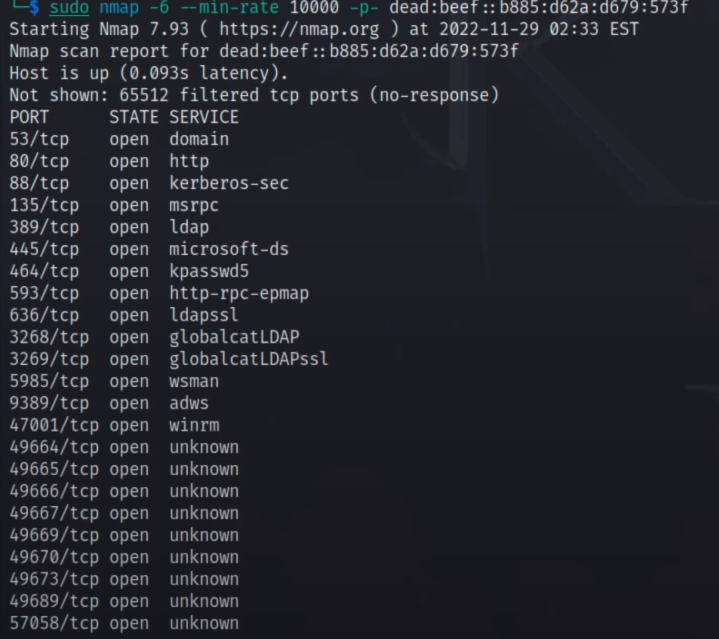 └─$ sudo nmap -6 --min-rate 10000 -p- dead:beef::b885:d62a:d679:573f
Starting Nmap 7.93 ( https://nmap.org ) at 2022-11-29 02:33 EST
Nmap scan report for dead:beef::b885:d62a:d679:573f
Host is up (0.093s latency).
Not shown: 65512 filtered tcp ports (no-response)
PORT      STATE SERVICE
53/tcp    open  domain
80/tcp    open  http
88/tcp    open  kerberos-sec
135/tcp   open  msrpc
389/tcp   open  ldap
445/tcp   open  microsoft-ds
464/tcp   open  kpasswd5
593/tcp   open  http-rpc-epmap
636/tcp   open  ldapssl
3268/tcp  open  globalcatLDAP
3269/tcp  open  globalcatLDAPssl
5985/tcp  open  wsman
9389/tcp  open  adws
47001/tcp open  winrm
49664/tcp open  unknown
49665/tcp open  unknown
49666/tcp open  unknown
49667/tcp open  unknown
49669/tcp open  unknown
49670/tcp open  unknown
49673/tcp open  unknown
49689/tcp open  unknown
57058/tcp open  unknown